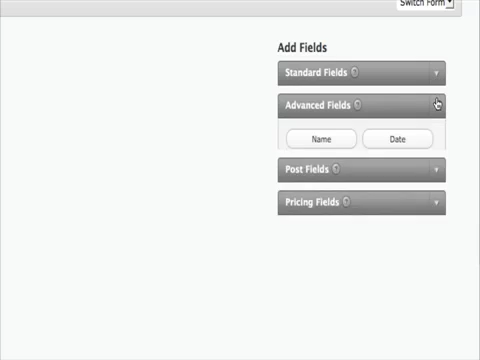 Switch Form
Add Fields
Standard Fields ?
Advanced Fields ?
Name Date
Post Fields ?
Pricing Fields ?